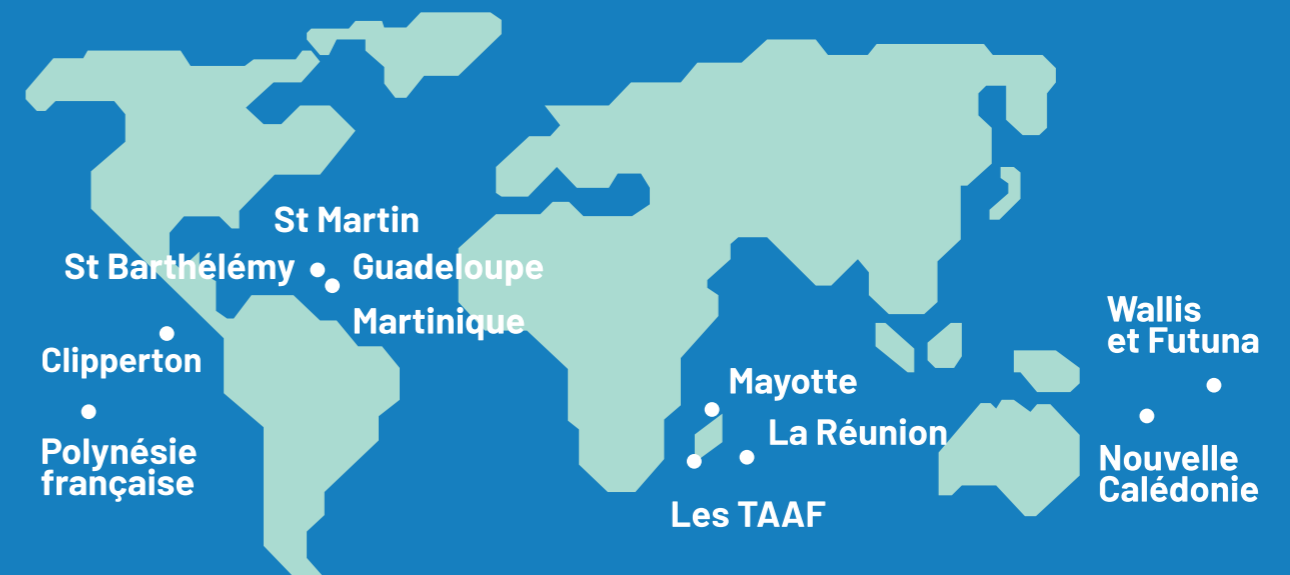 St Martin
St Barthélémy
Guadeloupe
Martinique
Clipperton
Polynésie
française
Mayotte
La Réunion
Les TAAF
Wallis
et Futuna
Nouvelle
Calédonie